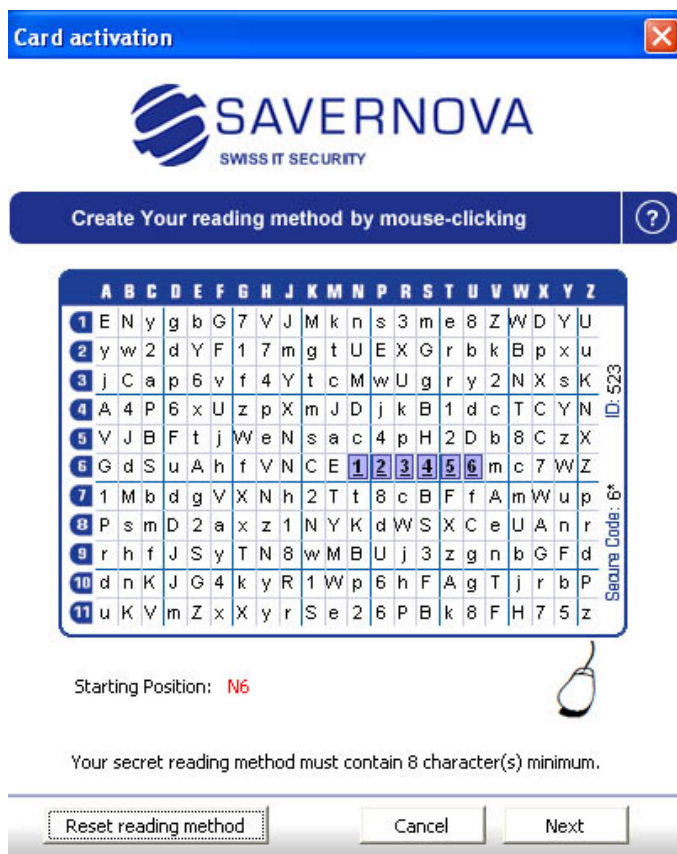 Card activation
SAVERNOVA
SWISS IT SECURITY
Create Your reading method by mouse-clicking ?
A B C D E F G H J K M N P R S T U V W X Y Z
1 E N y g b G 7 V J M k n s 3 m e 8 Z W D Y U
2 y w 2 d Y F 1 7 m g t U E X G r b k B p x u
3 j C a p 6 v f 4 Y t c M w U g r y 2 N X s K
4 A 4 P 6 x U z p X m J D j k B 1 d c T C Y N
5 V J B F t j W e N s a c 4 p H 2 D b 8 C z X
6 G d S u A h f V N C E 1 2 3 4 5 6 m c 7 W Z
7 1 M b d g V X N h 2 T t 8 c B F f A m W u p
8 P s m D 2 a x z 1 N Y K d W S X C e U A n r
9 r h f J S y T N 8 w M B U j 3 z g n b G F d
10 d n K J G 4 k y R 1 W p 6 h F A g T j r b P
11 u K V m Z x X y r S e 2 6 P B k 8 F H 7 5 z
ID: 523
Secure Code: 6*
Starting Position: N6
Your secret reading method must contain 8 character(s) minimum.
Reset reading method Cancel Next